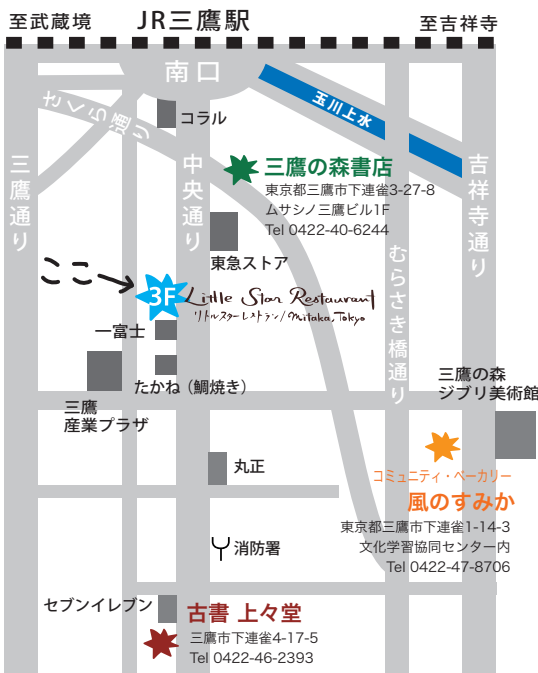 至武蔵境
JR三鷹駅
至吉祥寺
南口
さくら通り
コラル
玉川上水
三鷹通り
中央通り
吉祥寺通り
むらさき橋通り
三鷹の森書店
東京都三鷹市下連雀3-27-8
ムサシノ三鷹ビル1F
Tel 0422-40-6244
東急ストア
ここ
3F
Little Star Restaurant
リトルスターレストラン/Mitaka,Tokyo
一富士
たかね（鯛焼き）
三鷹
産業プラザ
三鷹の森
ジブリ美術館
丸正
コミュニティ・ベーカリー
風のすみか
東京都三鷹市下連雀1-14-3
文化学習協同センター内
Tel 0422-47-8706
消防署
セブンイレブン
古書 上々堂
三鷹市下連雀4-17-5
Tel 0422-46-2393